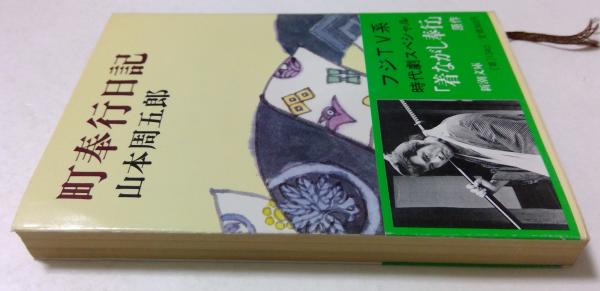 町奉行日記
山本周五郎
フジTV系
時代劇スペシャル
「着ながし奉行」
原作
新潮文庫